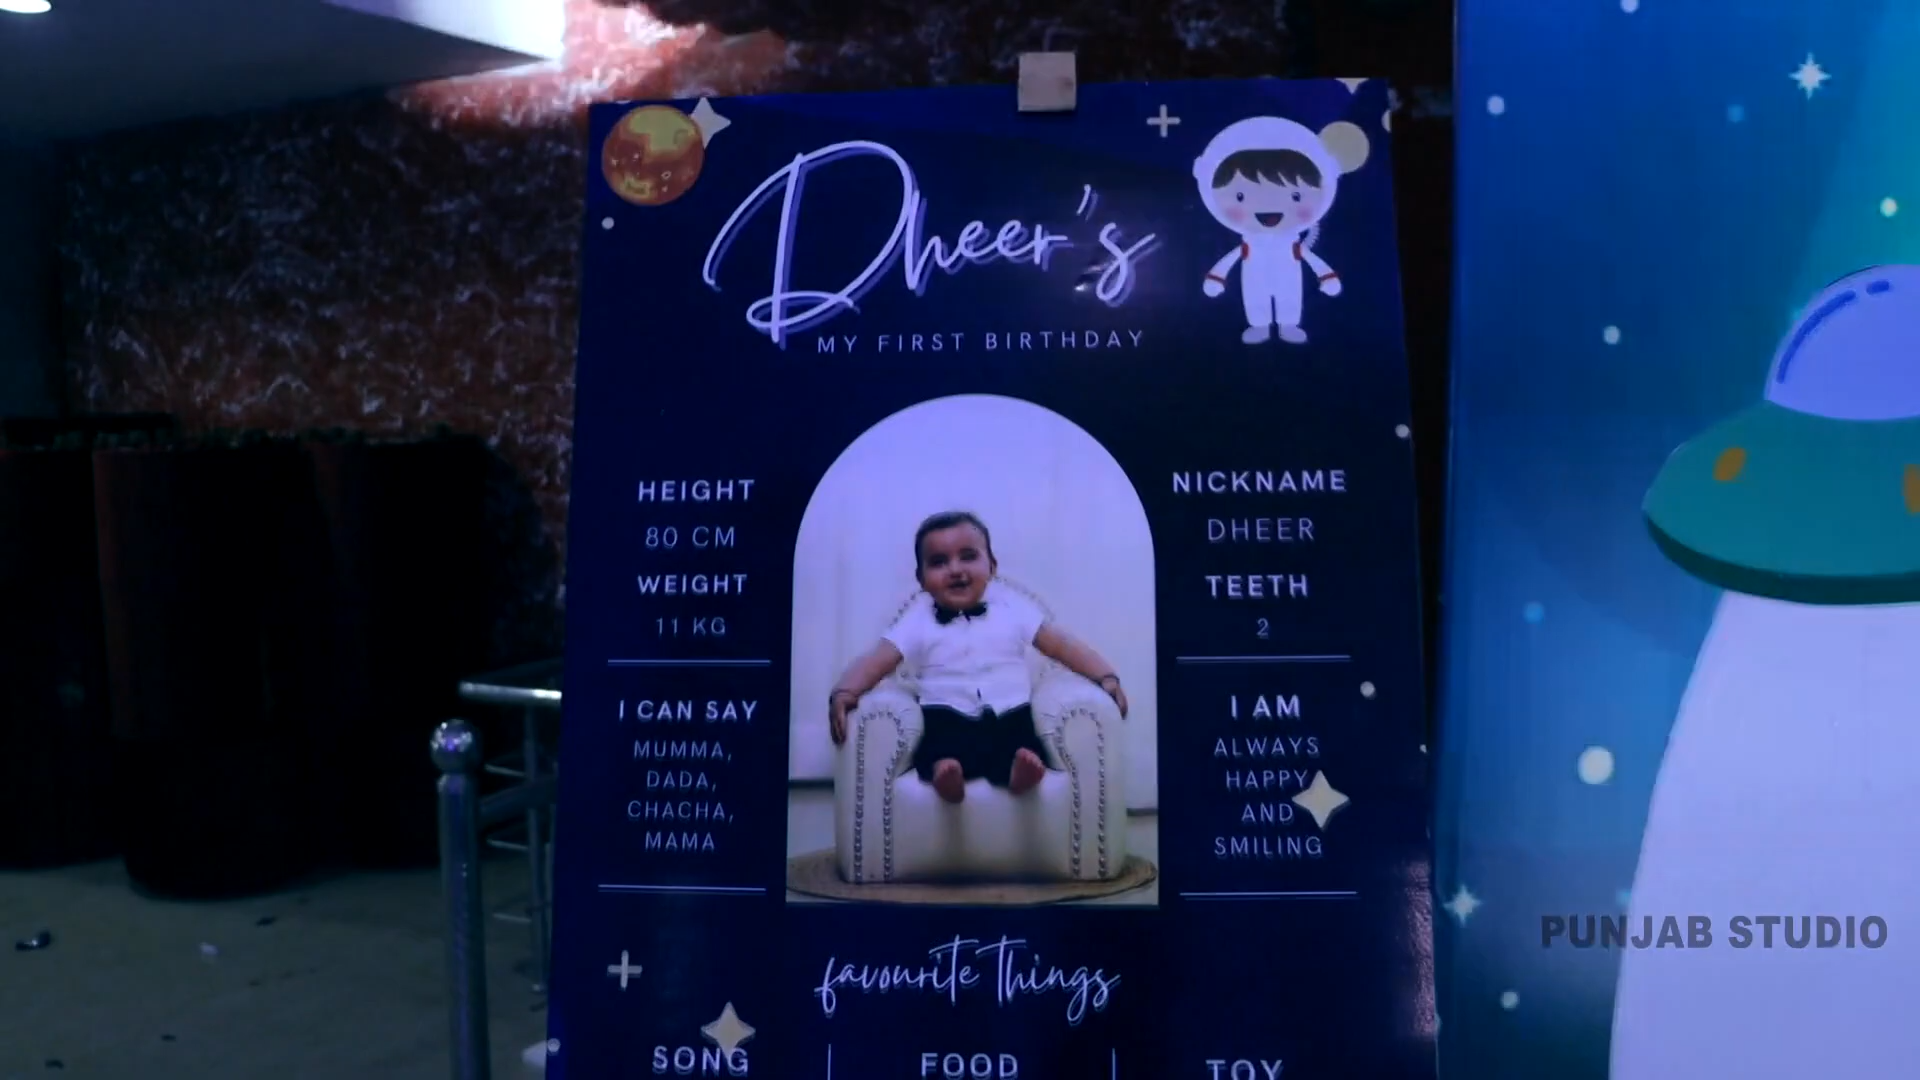 Dheer's
MY FIRST BIRTHDAY
HEIGHT
80 CM
WEIGHT
11 KG
I CAN SAY
MUMMA,
DADA,
CHACHA,
MAMA
NICKNAME
DHEER
TEETH
2
I AM
ALWAYS
HAPPY
AND
SMILING
favourite things
SONG
FOOD
TOY
PUNJAB STUDIO